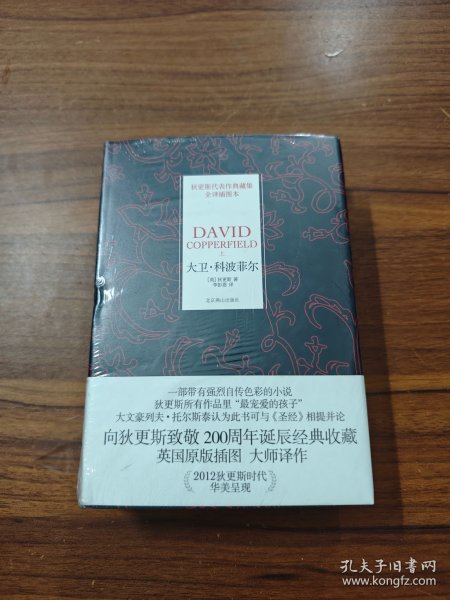 狄更斯代表作典藏集
全译插图本
DAVID
COPPERFIELD
上
大卫·科波菲尔
[英] 狄更斯 著
李彭恩 译
北京燕山出版社
一部带有强烈自传色彩的小说
狄更斯所有作品里“最宠爱的孩子”
大文豪列夫·托尔斯泰认为此书可与《圣经》相提并论
向狄更斯致敬 200周年诞辰经典收藏
英国原版插图 大师译作
2012狄更斯时代
华美呈现
孔夫子旧书网
www.kongfz.com